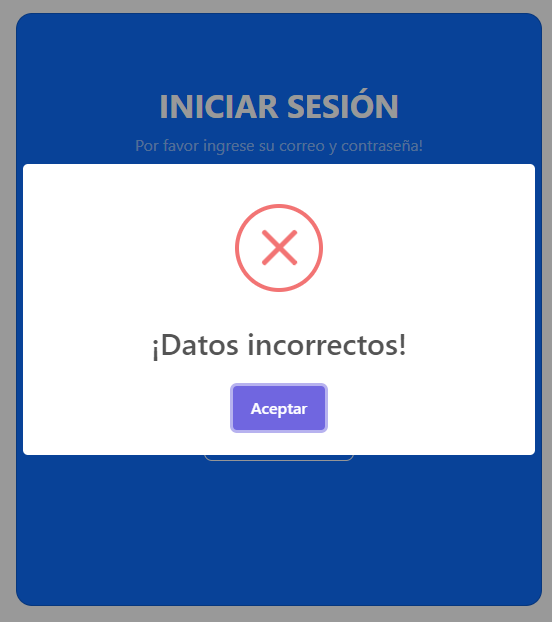 INICIAR SESIÓN
Por favor ingrese su correo y contraseña!
¡Datos incorrectos!
Aceptar